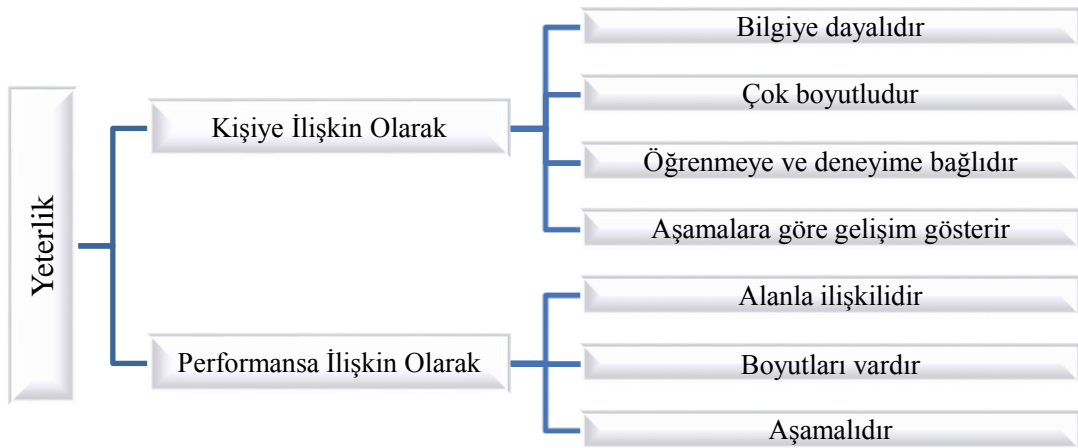 Yeterlik
Kişiye İlişkin Olarak
Bilgiye dayalıdır
Çok boyutludur
Öğrenmeye ve deneyime bağlıdır
Aşamalara göre gelişim gösterir
Performansa İlişkin Olarak
Alanla ilişkilidir
Boyutları vardır
Aşamalıdır